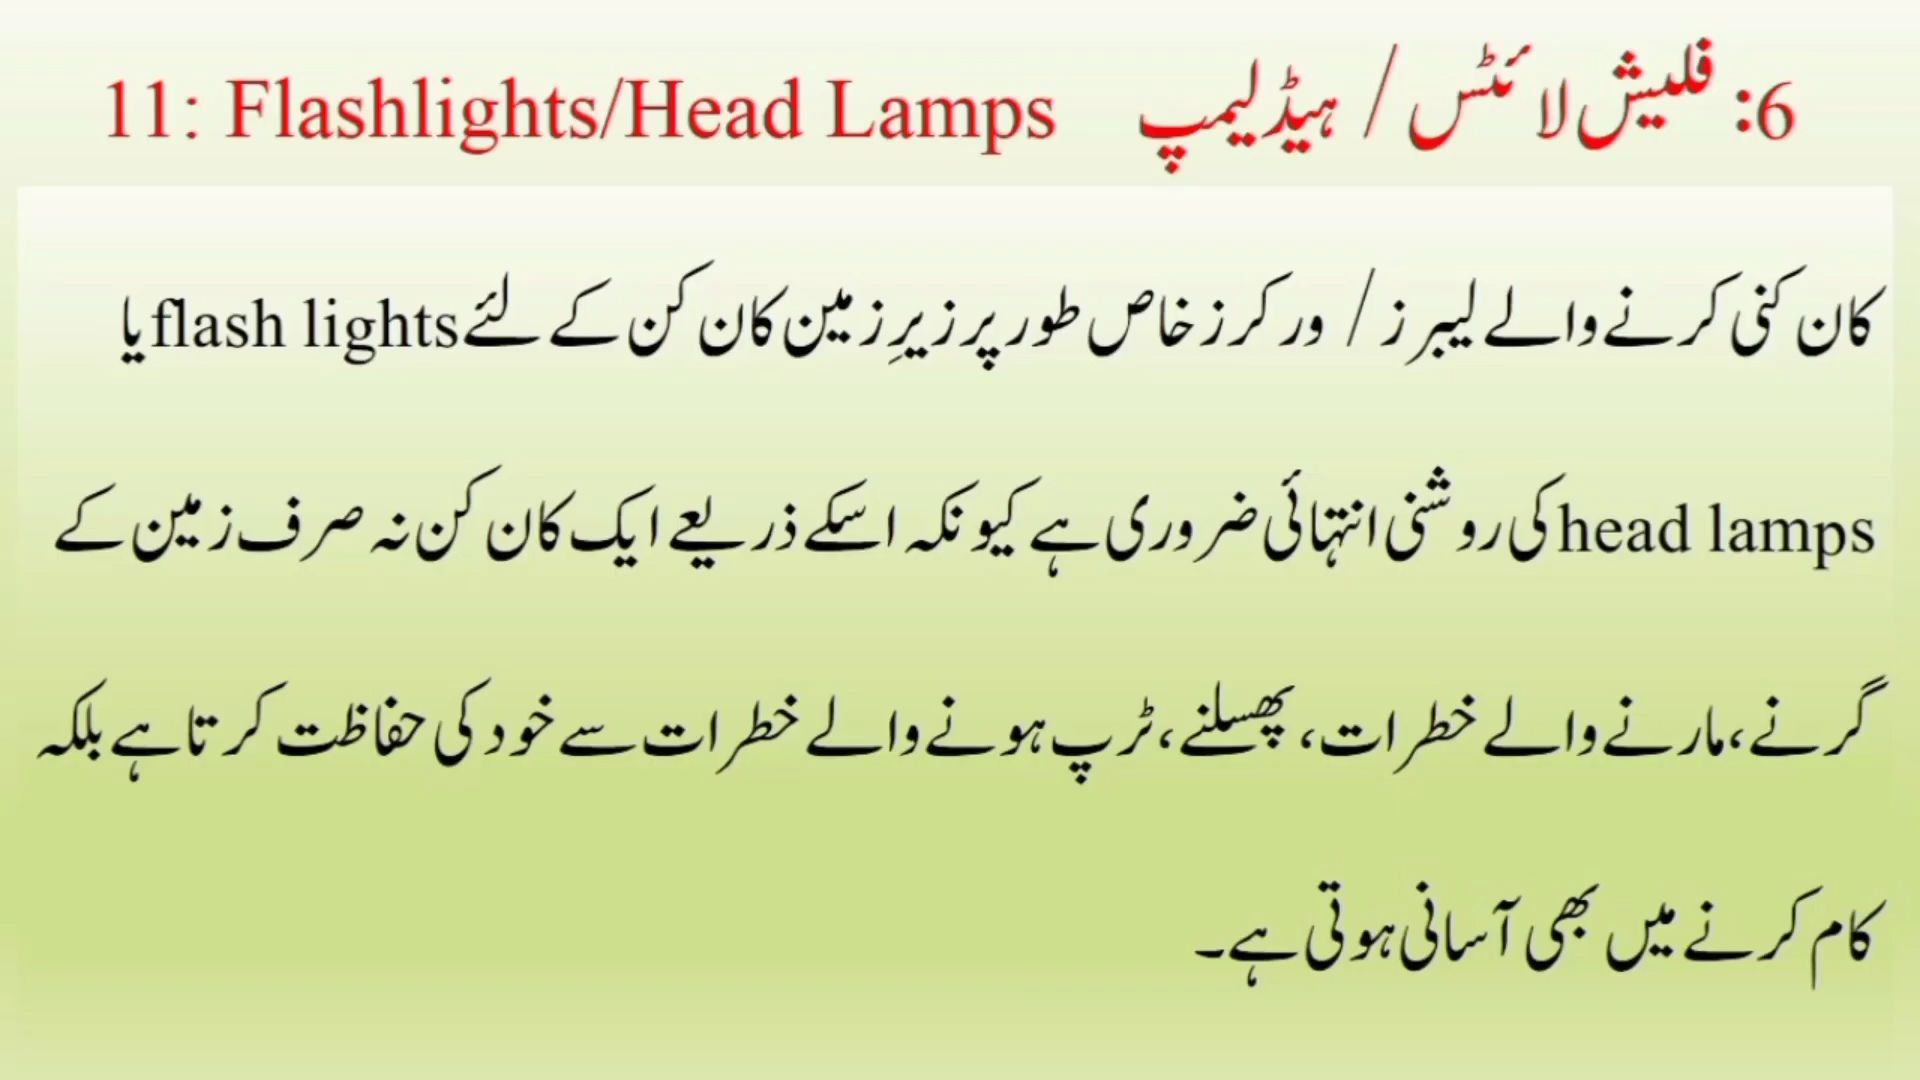 6: فلیش لائٹس / ہیڈ لیمپ 11: Flashlights/Head Lamps
کان کنی کرنے والے لیبرز / ورکرز خاص طور پر زیرِ زمین کان کن کے لئے flash lights یا
head lamps کی روشنی انتہائی ضروری ہے کیونکہ اسکے ذریعے ایک کان کن نہ صرف زمین کے
گرنے، مارنے والے خطرات، پھسلنے، ٹرپ ہونے والے خطرات سے خود کی حفاظت کرتا ہے بلکہ
کام کرنے میں بھی آسانی ہوتی ہے۔